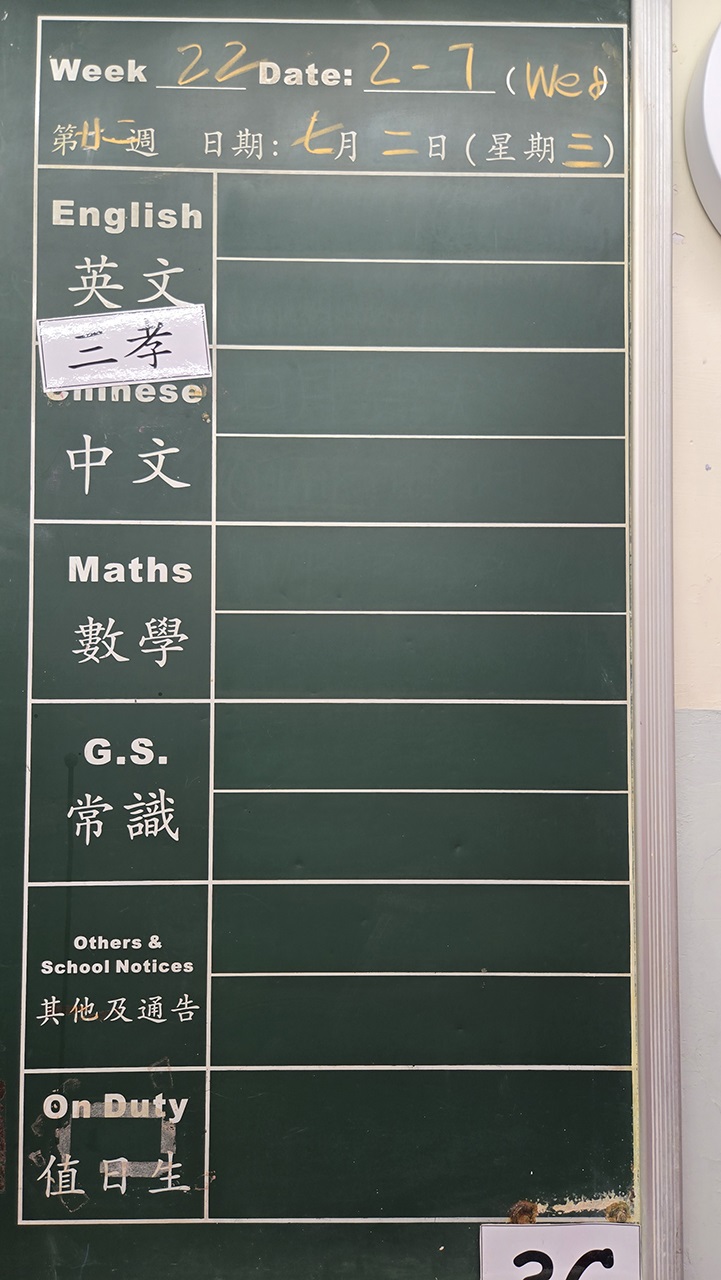 Week 22 Date: 2-7 (Wed)
第廿二週 日期: 七月 二日 (星期三)
English
英文
三孝
Chinese
中文
Maths
數學
G.S.
常識
Others &
School Notices
其他及通告
On Duty
值日生